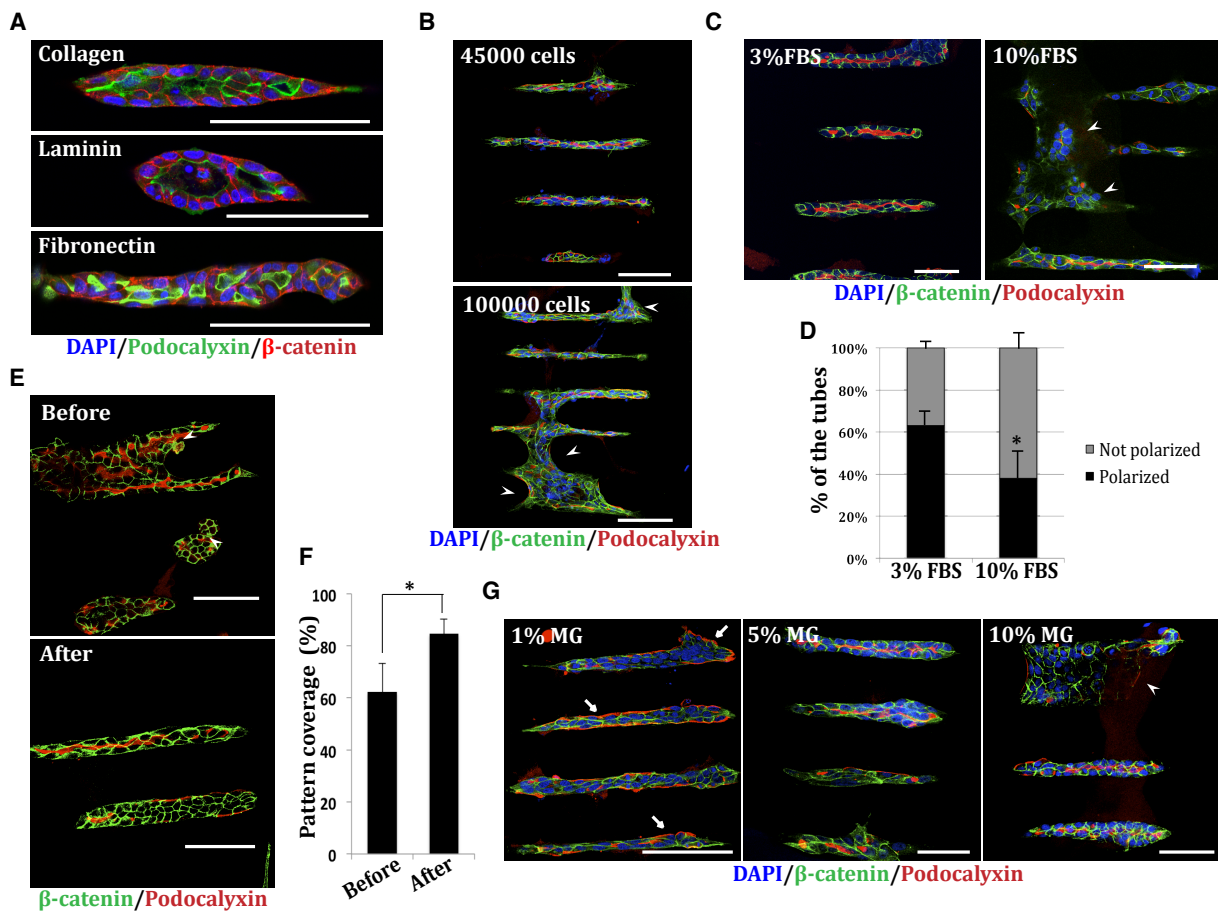 A
Collagen
Laminin
Fibronectin
DAPI/Podocalyxin/β-catenin
B
45000 cells
100000 cells
DAPI/β-catenin/Podocalyxin
C
3%FBS
10%FBS
DAPI/β-catenin/Podocalyxin
D
% of the tubes
100%
80%
60%
40%
20%
0%
*
3% FBS
10% FBS
Not polarized
Polarized
E
Before
After
β-catenin/Podocalyxin
F
Pattern coverage (%)
100
80
60
40
20
0
*
Before
After
G
1% MG
5% MG
10% MG
DAPI/β-catenin/Podocalyxin